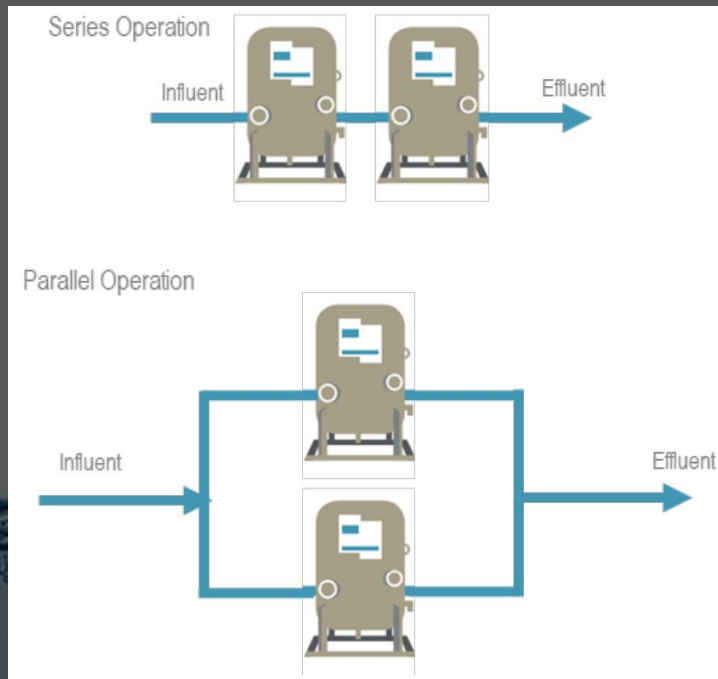 Series Operation
Influent
Effluent
Parallel Operation
Influent
Effluent